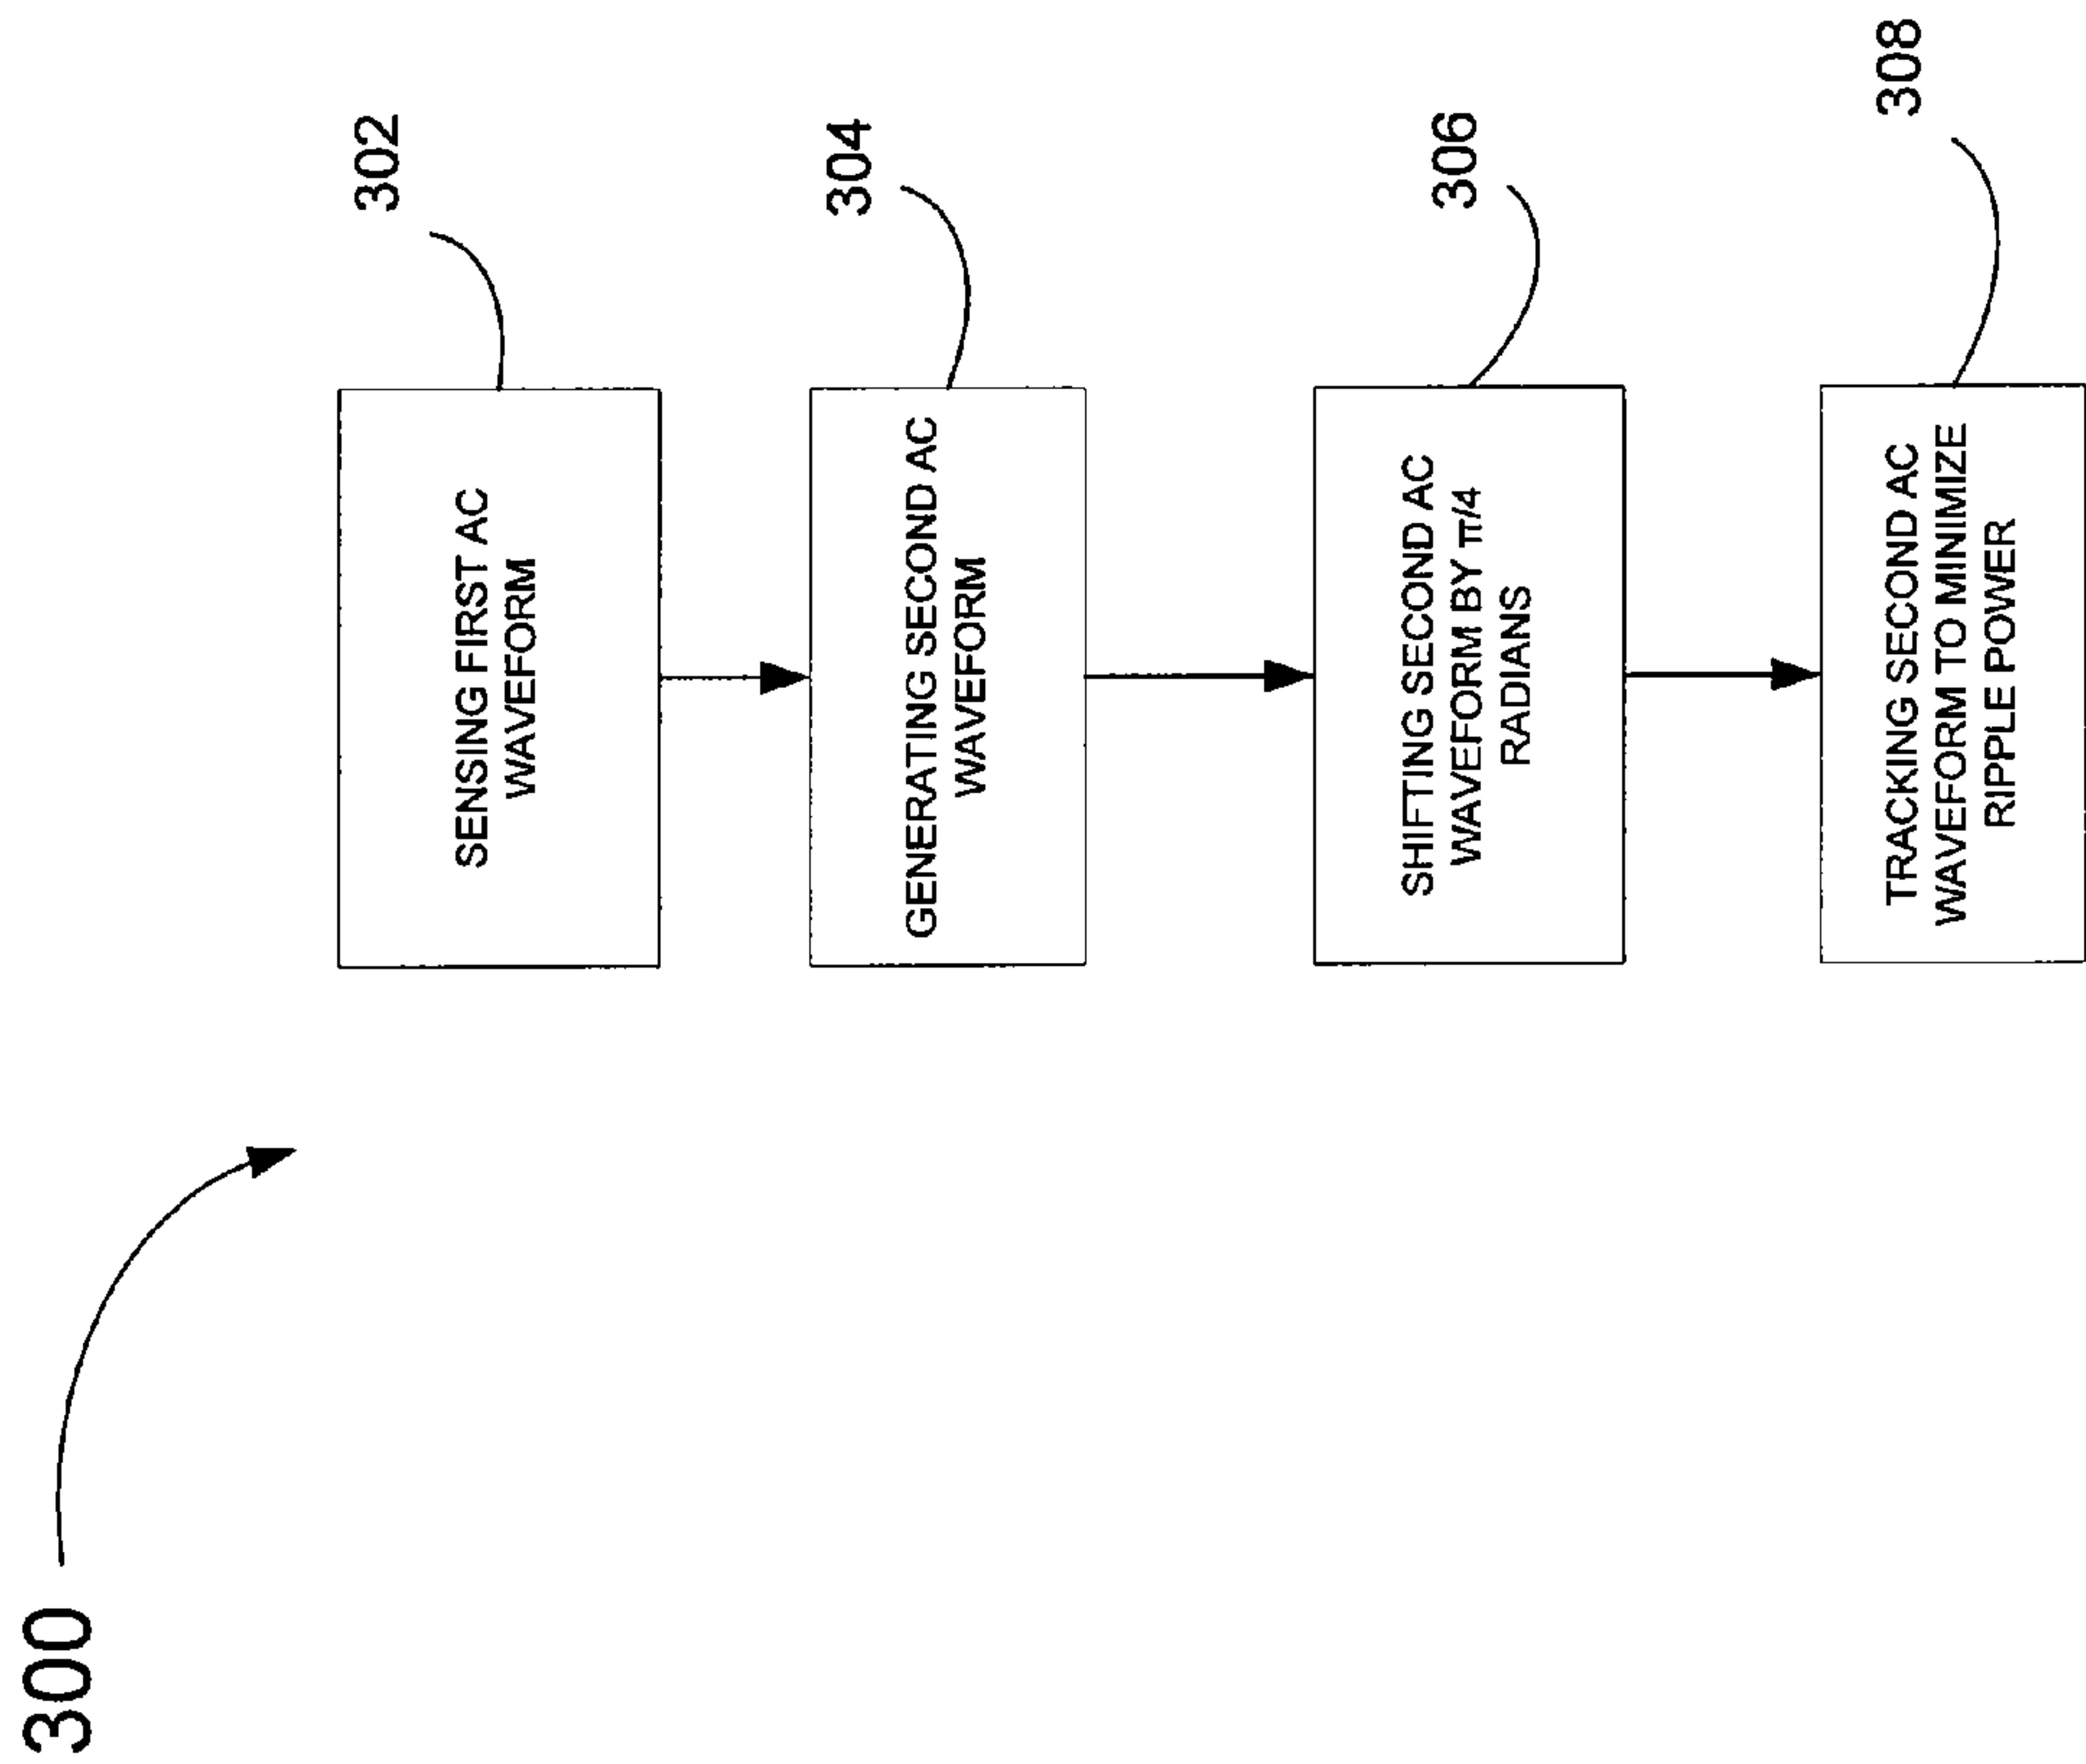 300
302
SENSING FIRST AC
WAVEFORM
304
GENERATING SECOND AC
WAVEFORM
306
SHIFTING SECOND AC
WAVEFORM BY π/4
RADIANS
308
TRACKING SECOND AC
WAVEFORM TO MINIMIZE
RIPPLE POWER